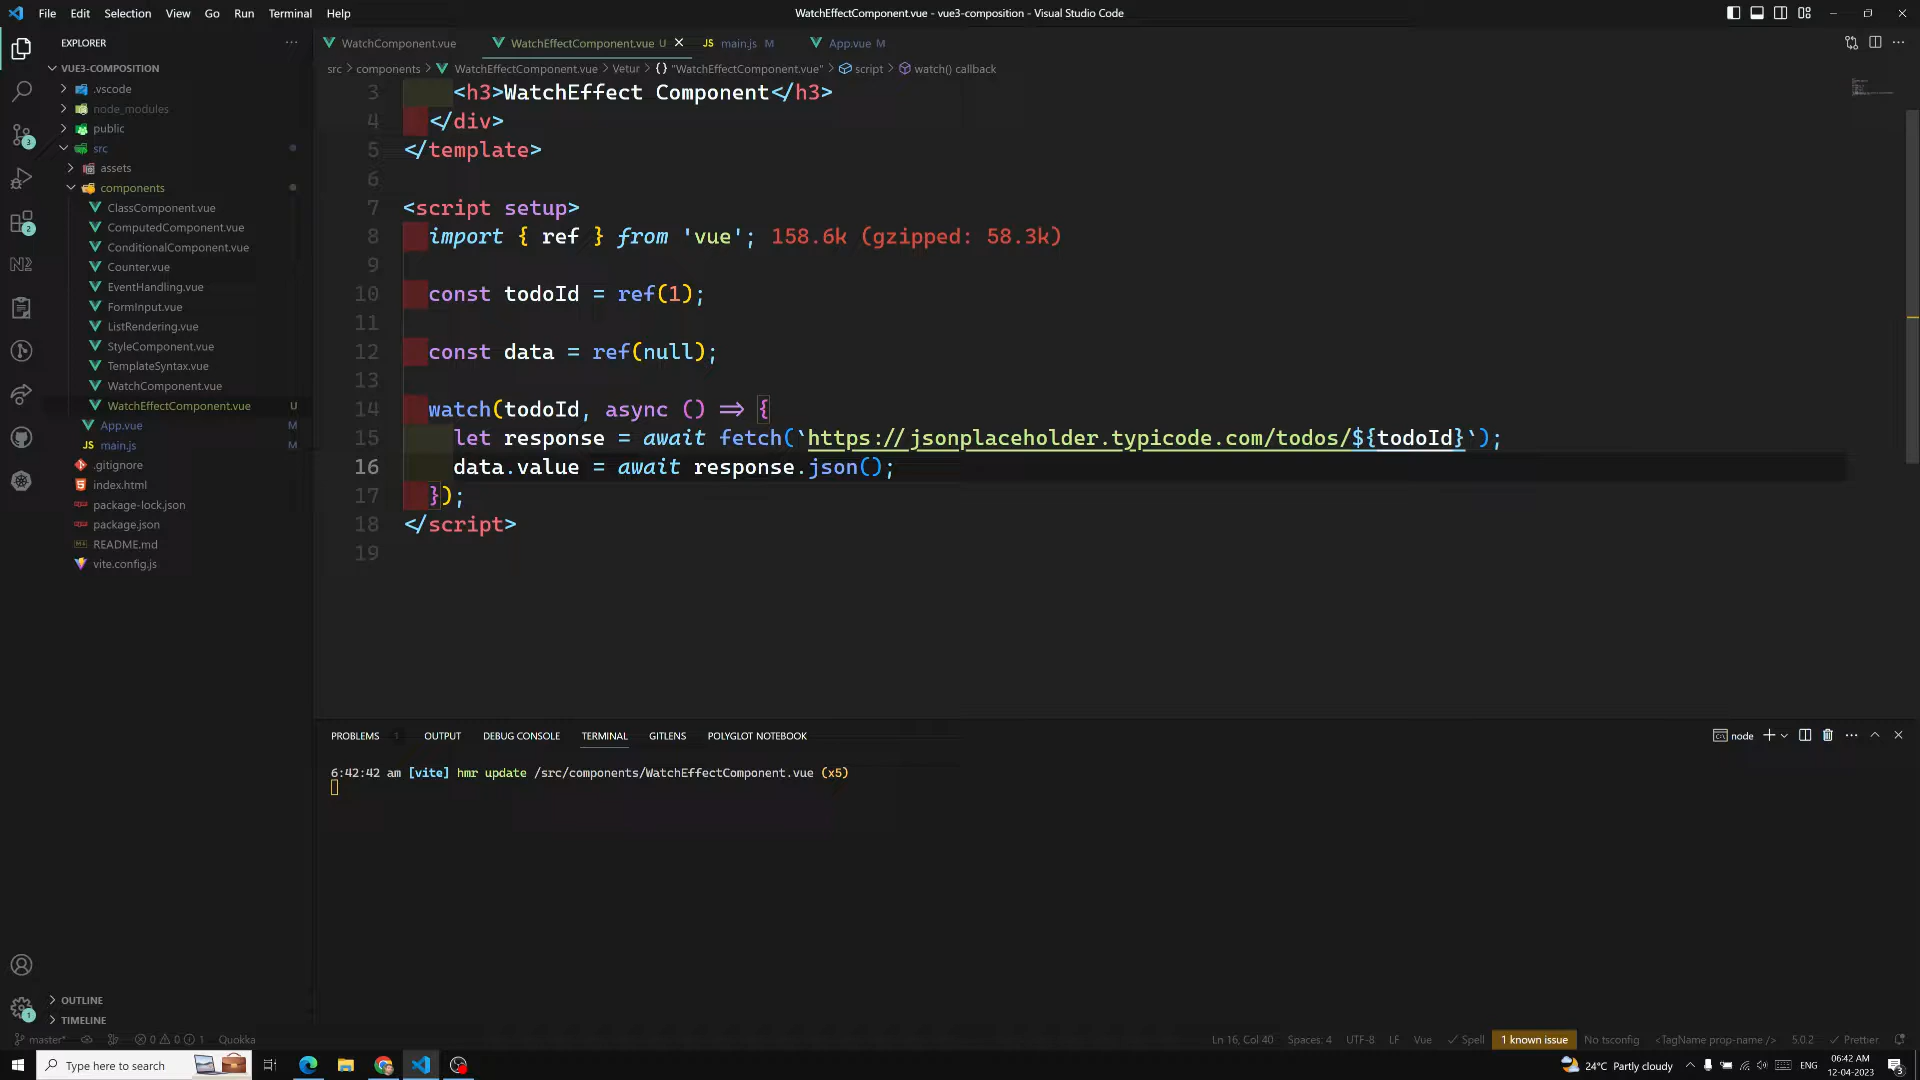 File Edit Selection View Go Run Terminal Help
WatchEffectComponent.vue - vue3-composition - Visual Studio Code
EXPLORER
VUE3-COMPOSITION
.vscode
node_modules
public
src
assets
components
ClassComponent.vue
ComputedComponent.vue
ConditionalComponent.vue
Counter.vue
EventHandling.vue
FormInput.vue
ListRendering.vue
StyleComponent.vue
TemplateSyntax.vue
WatchComponent.vue
WatchEffectComponent.vue U
App.vue M
JS main.js M
.gitignore
index.html
package-lock.json
package.json
README.md
vite.config.js
OUTLINE
TIMELINE
WatchComponent.vue WatchEffectComponent.vue U JS main.js M App.vue M
src > components > WatchEffectComponent.vue > Vetur > {} "WatchEffectComponent.vue" > script > watch() callback
3 <h3>WatchEffect Component</h3>
4 </div>
5 </template>
6
7 <script setup>
8 import { ref } from 'vue'; 158.6k (gzipped: 58.3k)
9
10 const todoId = ref(1);
11
12 const data = ref(null);
13
14 watch(todoId, async () => {
15 let response = await fetch(`https://jsonplaceholder.typicode.com/todos/${todoId}`);
16 data.value = await response.json();
17 });
18 </script>
19
PROBLEMS 1 OUTPUT DEBUG CONSOLE TERMINAL GITLENS POLYGLOT NOTEBOOK
node
6:42:42 am [vite] hmr update /src/components/WatchEffectComponent.vue (x5)
master* 0 0 1 Quokka
Ln 16, Col 40 Spaces: 4 UTF-8 LF Vue Spell 1 known issue No tsconfig <TagName prop-name /> 5.0.2 Prettier
Type here to search
24°C Partly cloudy ENG
06:42 AM
12-04-2023
3